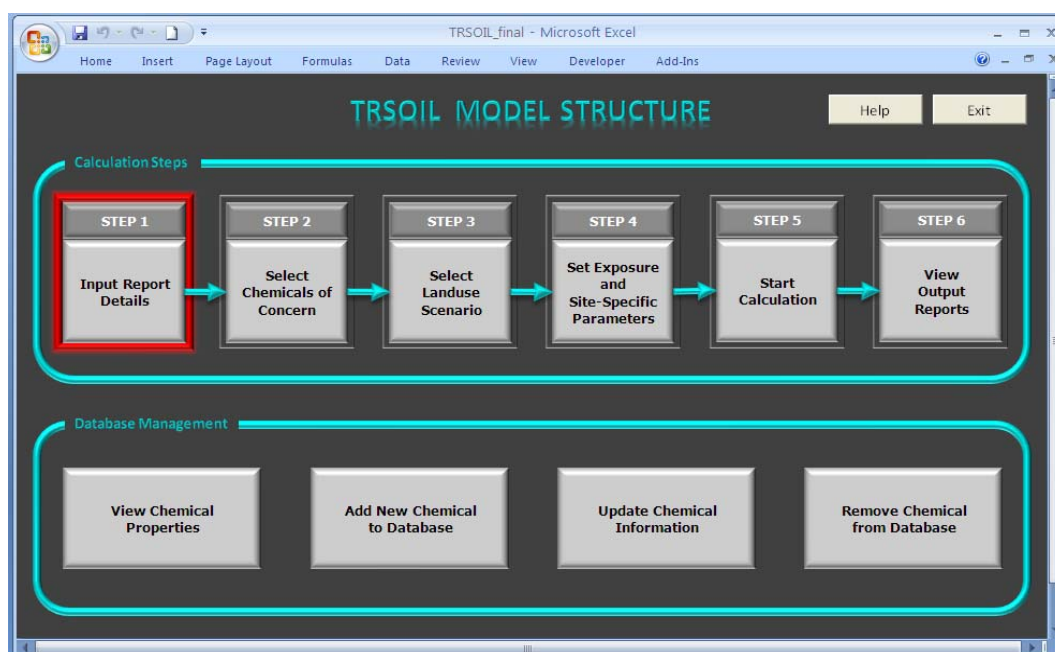 TRSOIL_final - Microsoft Excel
Home Insert Page Layout Formulas Data Review View Developer Add-Ins
TRSOIL MODEL STRUCTURE
Help
Exit
Calculation Steps
STEP 1
Input Report
Details
STEP 2
Select
Chemicals of
Concern
STEP 3
Select
Landuse
Scenario
STEP 4
Set Exposure
and
Site-Specific
Parameters
STEP 5
Start
Calculation
STEP 6
View
Output
Reports
Database Management
View Chemical
Properties
Add New Chemical
to Database
Update Chemical
Information
Remove Chemical
from Database